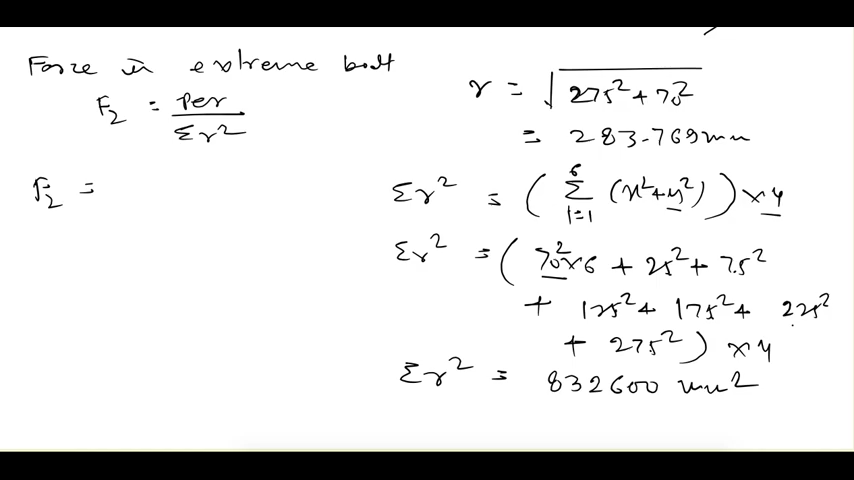 Force in extreme bolt
F₂ = Per / Σr²
F₂ =
r = √(275² + 70²)
= 283.769 mm
Σr² = ( Σ_{i=1}^{6} (x² + y²) ) × 4
Σr² = ( 70² × 6 + 25² + 75²
+ 125² + 175² + 225²
+ 275² ) × 4
Σr² = 832600 mm²